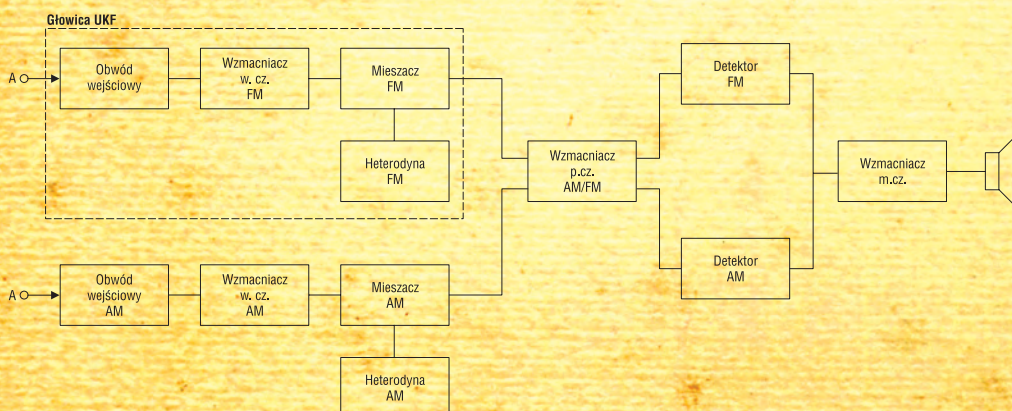 Głowica UKF
A
Obwód
wejściowy
Wzmacniacz
w. cz.
FM
Mieszacz
FM
Heterodyna
FM
Wzmacniacz
p.cz.
AM/FM
Detektor
FM
Detektor
AM
Wzmacniacz
m.cz.
A
Obwód
wejściowy
AM
Wzmacniacz
w. cz.
AM
Mieszacz
AM
Heterodyna
AM